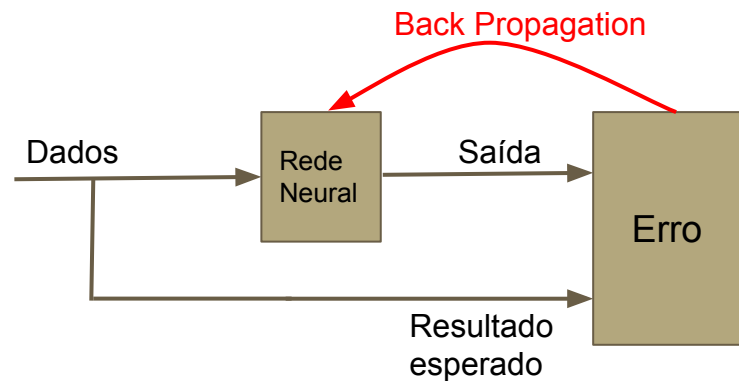 Back Propagation
Dados
Rede
Neural
Saída
Erro
Resultado
esperado